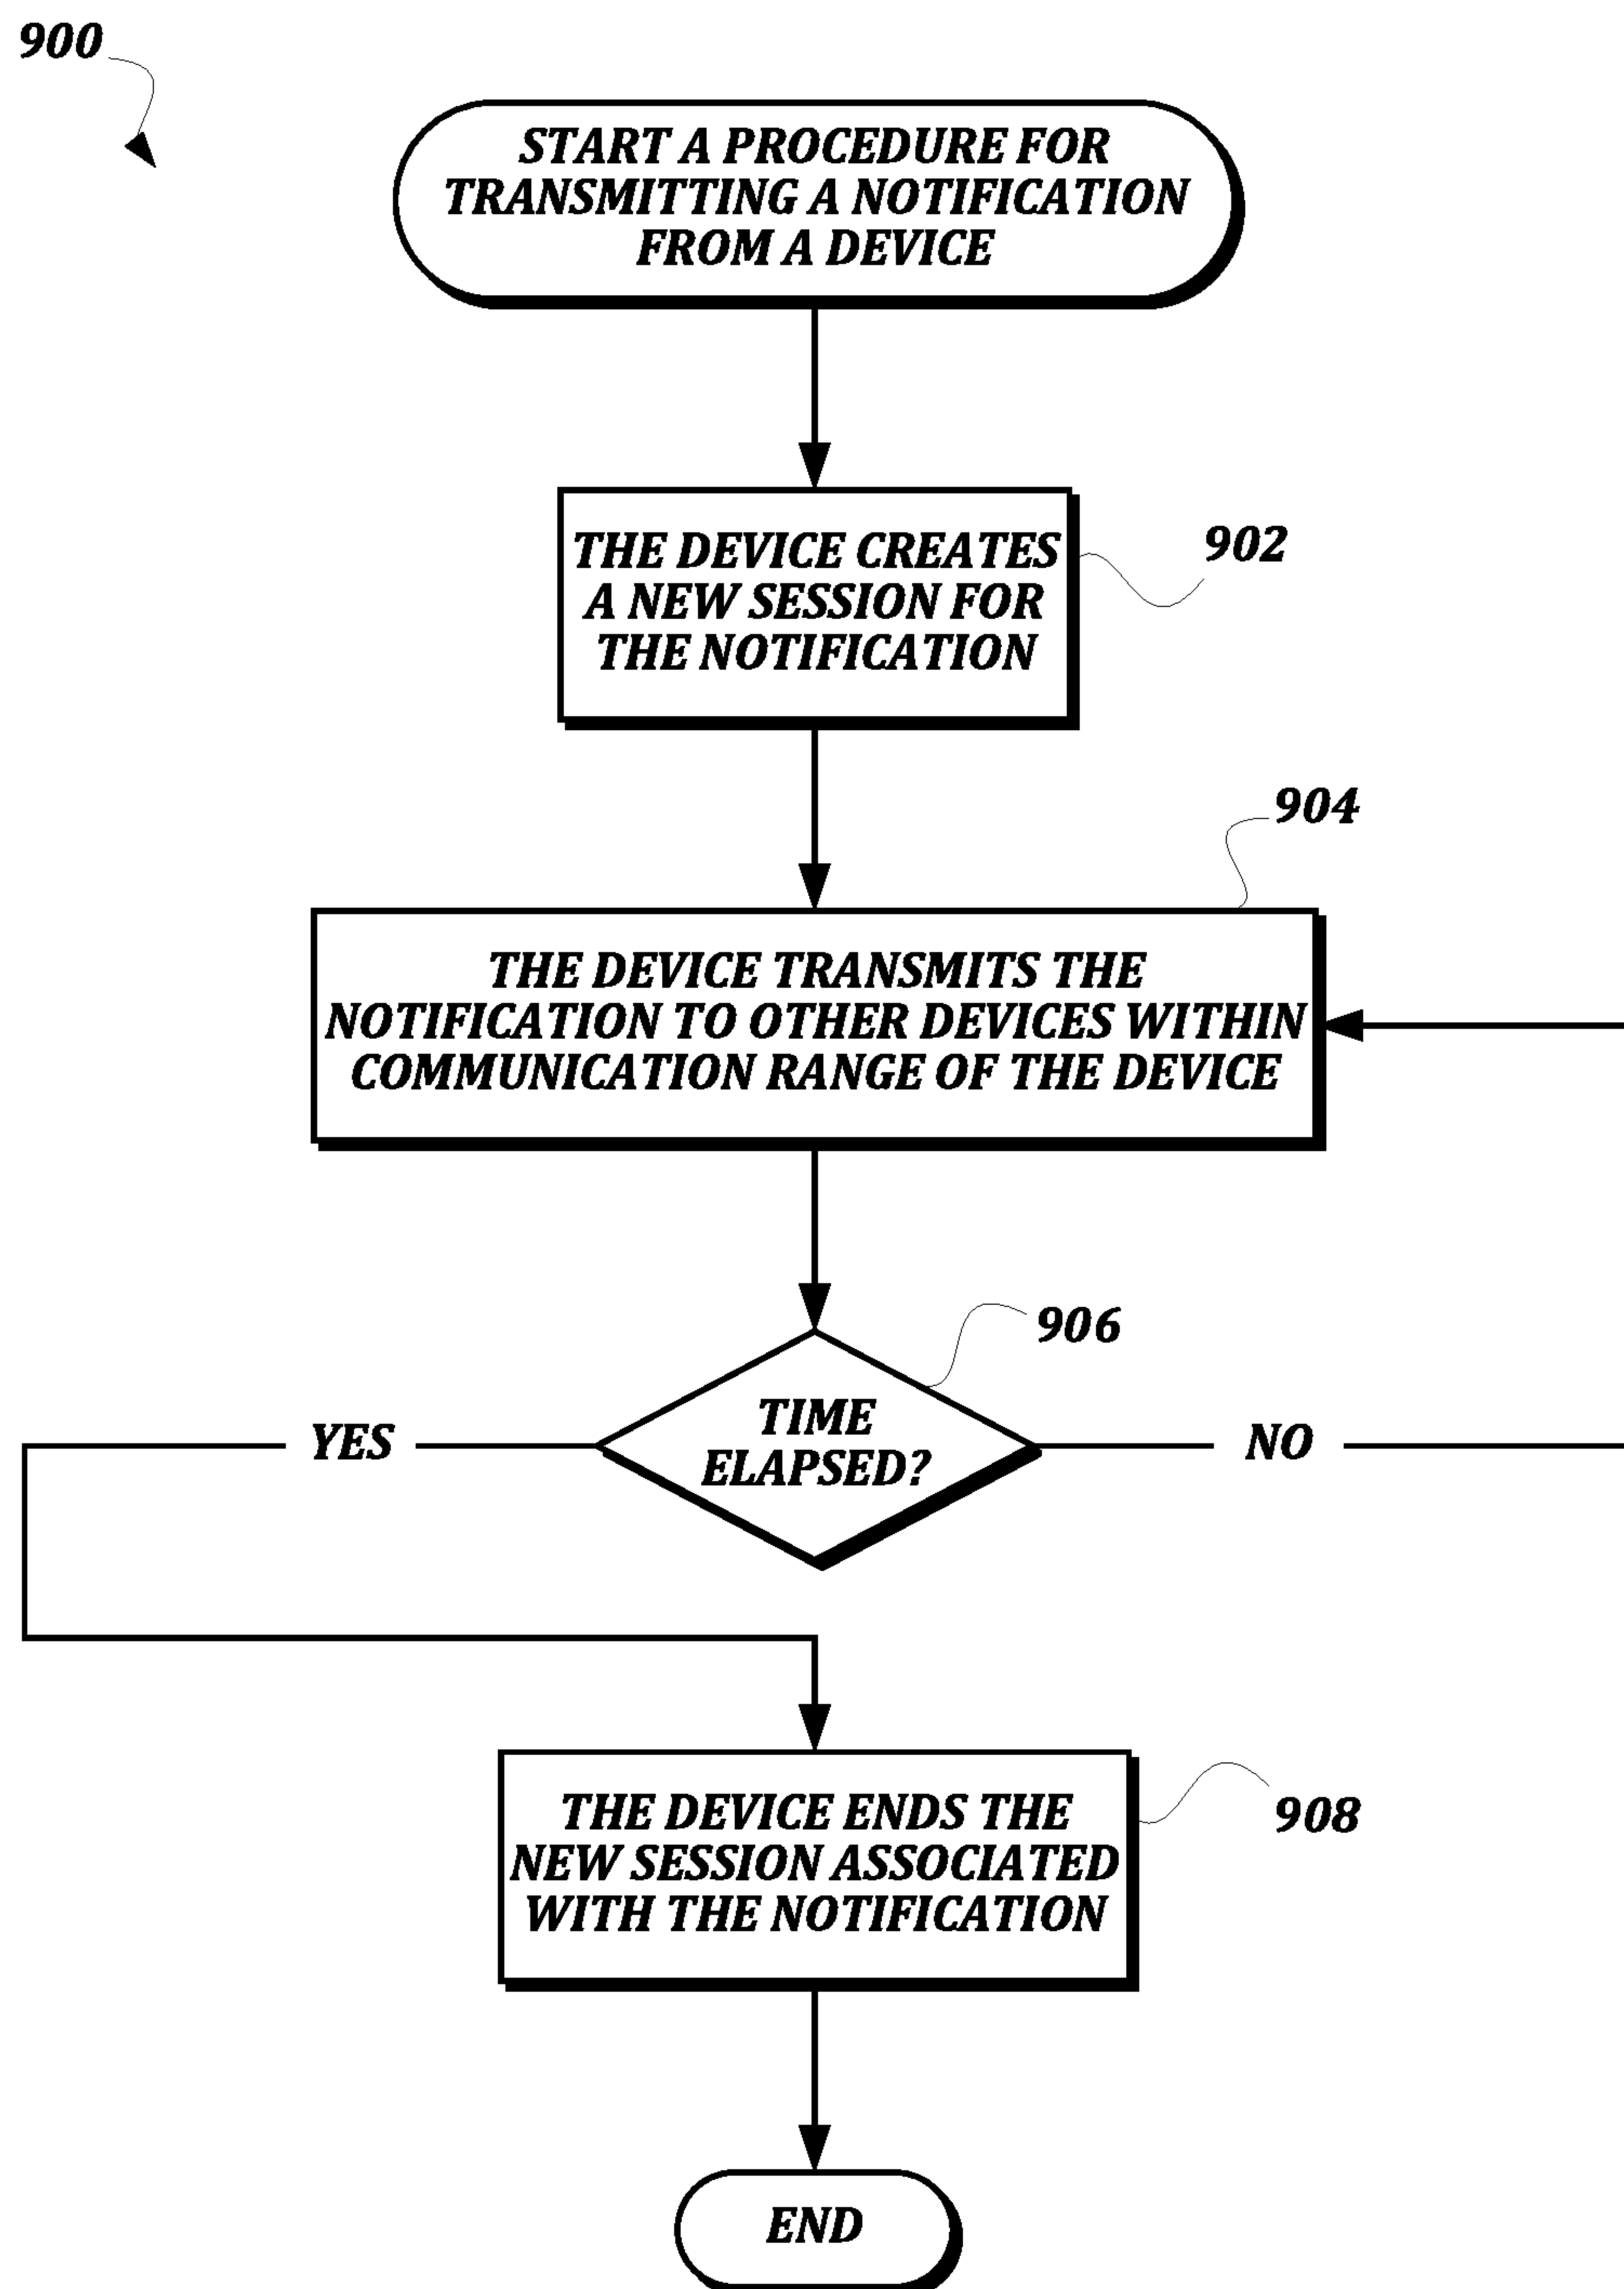 900
START A PROCEDURE FOR
TRANSMITTING A NOTIFICATION
FROM A DEVICE
THE DEVICE CREATES
A NEW SESSION FOR
THE NOTIFICATION
902
904
THE DEVICE TRANSMITS THE
NOTIFICATION TO OTHER DEVICES WITHIN
COMMUNICATION RANGE OF THE DEVICE
906
TIME
ELAPSED?
YES
NO
THE DEVICE ENDS THE
NEW SESSION ASSOCIATED
WITH THE NOTIFICATION
908
END